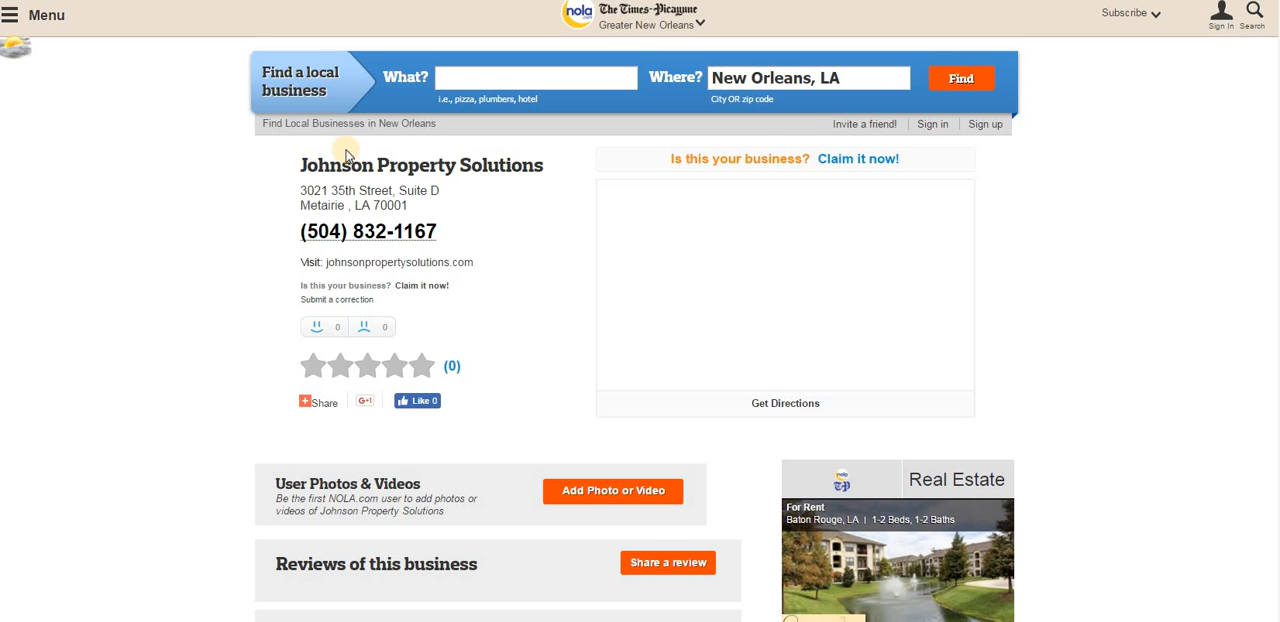 Menu
nola
The Times-Picayune
Greater New Orleans
Subscribe
Sign In
Search
Find a local
business
What?
i.e., pizza, plumbers, hotel
Where?
New Orleans, LA
City OR zip code
Find
Find Local Businesses in New Orleans
Invite a friend!
Sign in
Sign up
Johnson Property Solutions
3021 35th Street, Suite D
Metairie , LA 70001
(504) 832-1167
Visit: johnsonpropertysolutions.com
Is this your business? Claim it now!
Submit a correction
0
0
(0)
Share
G+1
Like 0
Is this your business? Claim it now!
Get Directions
User Photos & Videos
Be the first NOLA.com user to add photos or
videos of Johnson Property Solutions
Add Photo or Video
Reviews of this business
Share a review
nola
TP
Real Estate
For Rent
Baton Rouge, LA | 1-2 Beds, 1-2 Baths